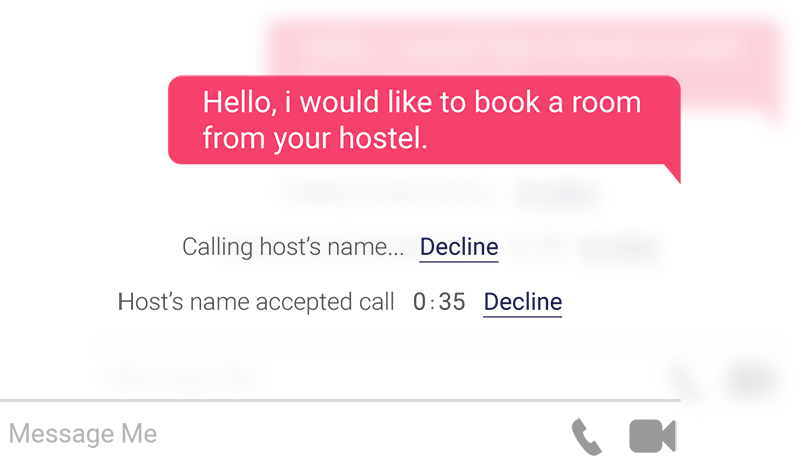 Hello, i would like to book a room
from your hostel.
Calling host's name... Decline
Host's name accepted call 0:35 Decline
Message Me